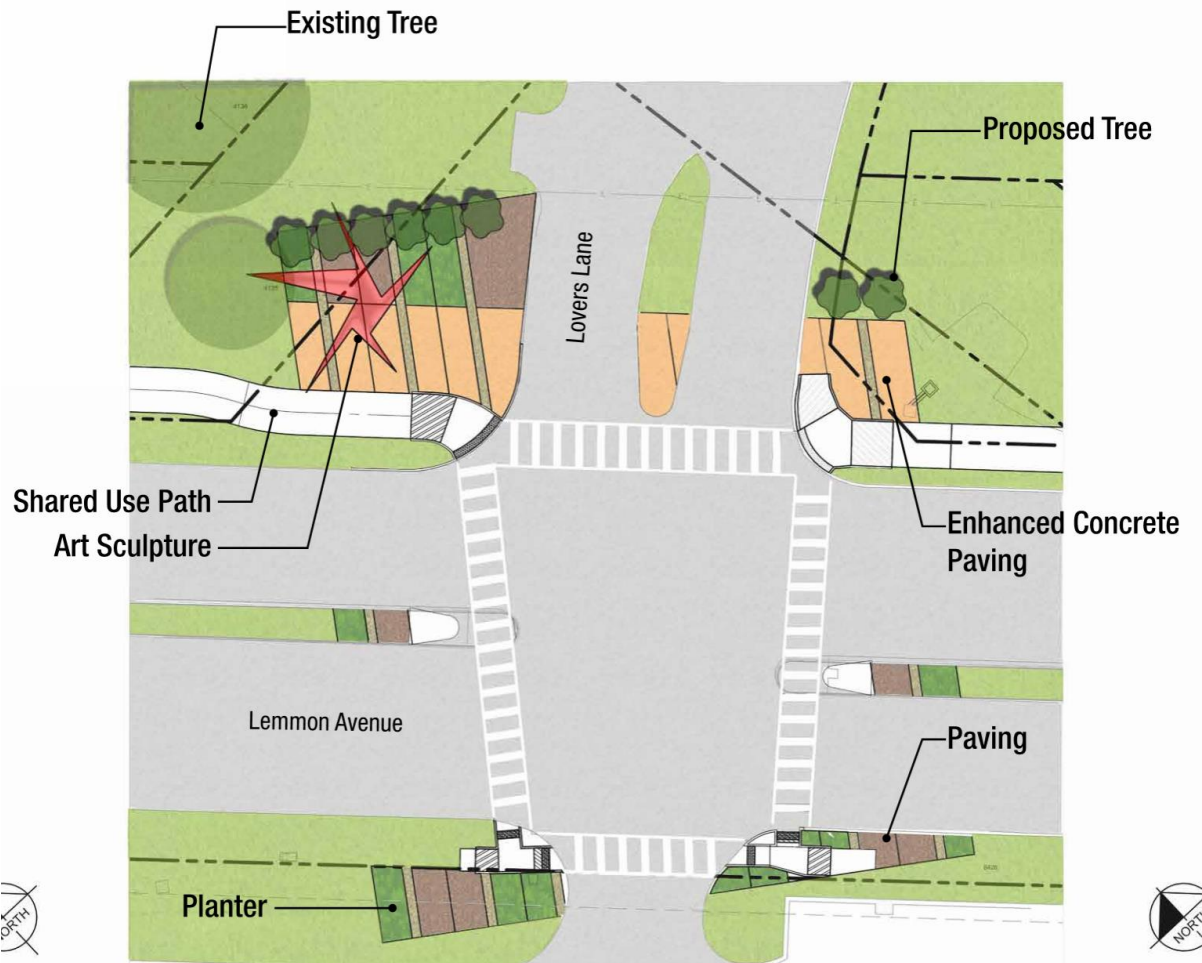 Existing Tree
Proposed Tree
Lovers Lane
Shared Use Path
Art Sculpture
Enhanced Concrete
Paving
Lemmon Avenue
Paving
Planter
NORTH